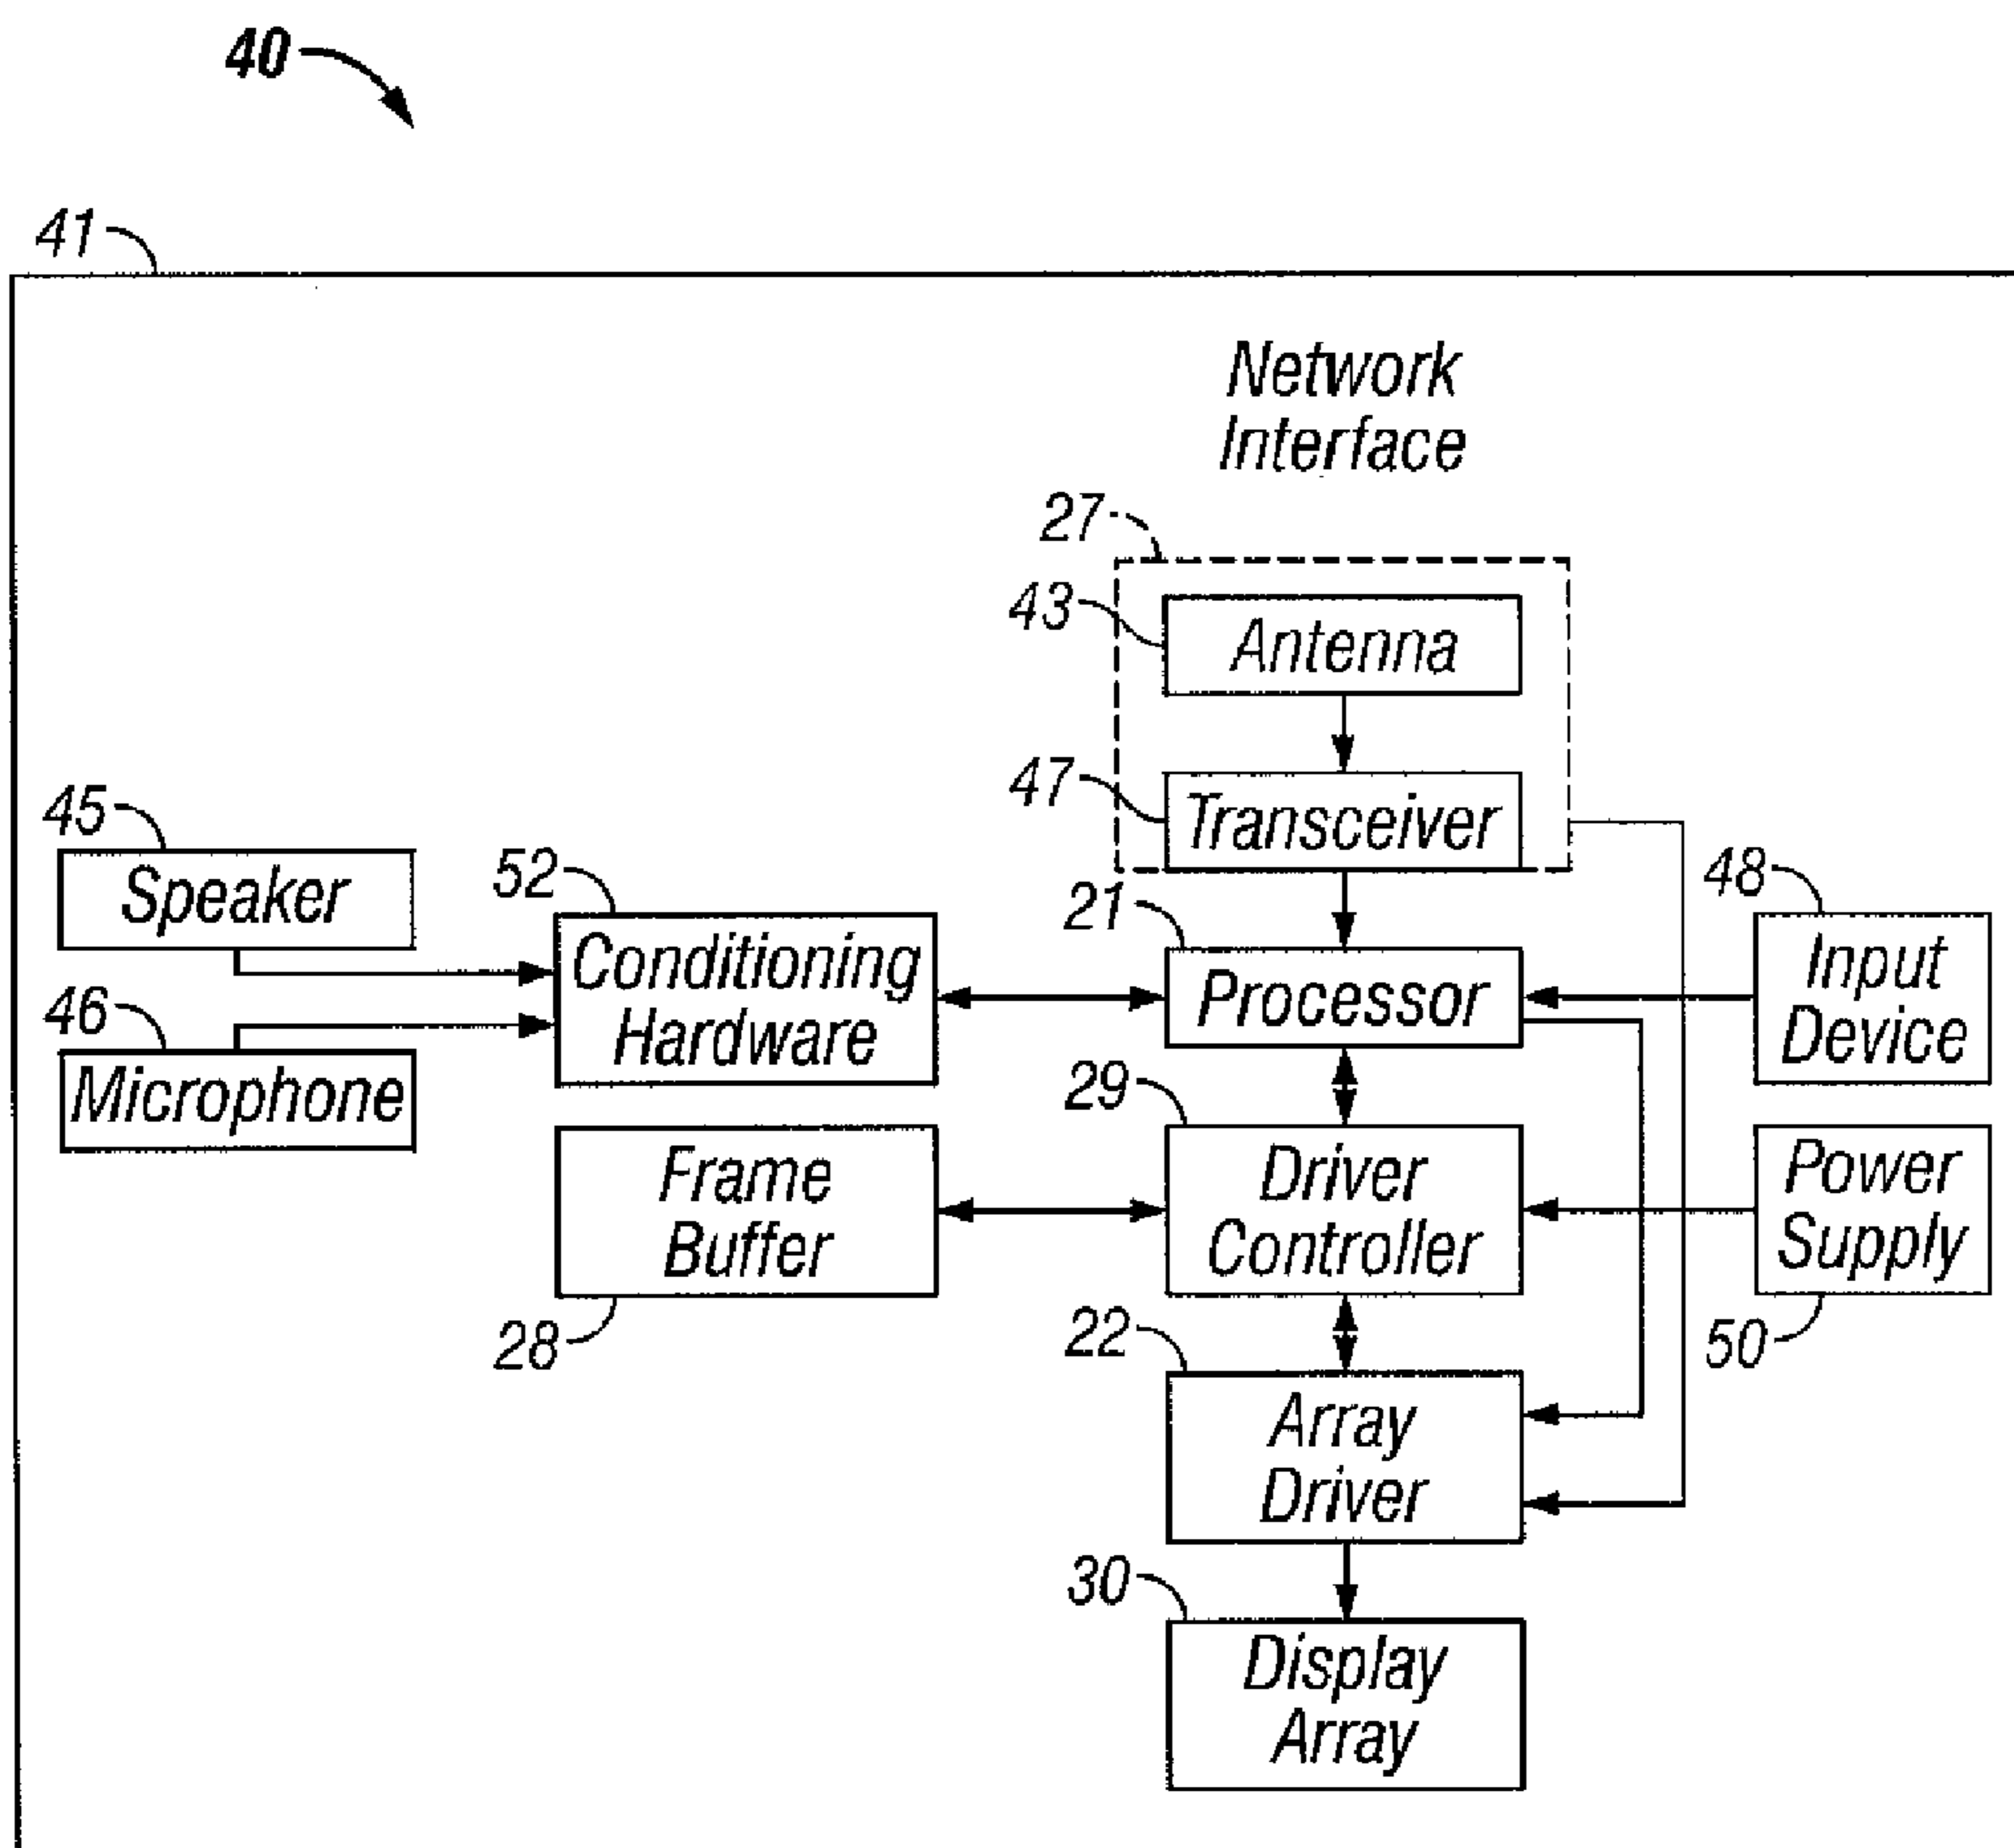 40
41
Network
Interface
27
43
Antenna
47
Transceiver
45
Speaker
52
Conditioning
Hardware
21
Processor
48
Input
Device
46
Microphone
29
Driver
Controller
Frame
Buffer
28
Power
Supply
50
22
Array
Driver
30
Display
Array